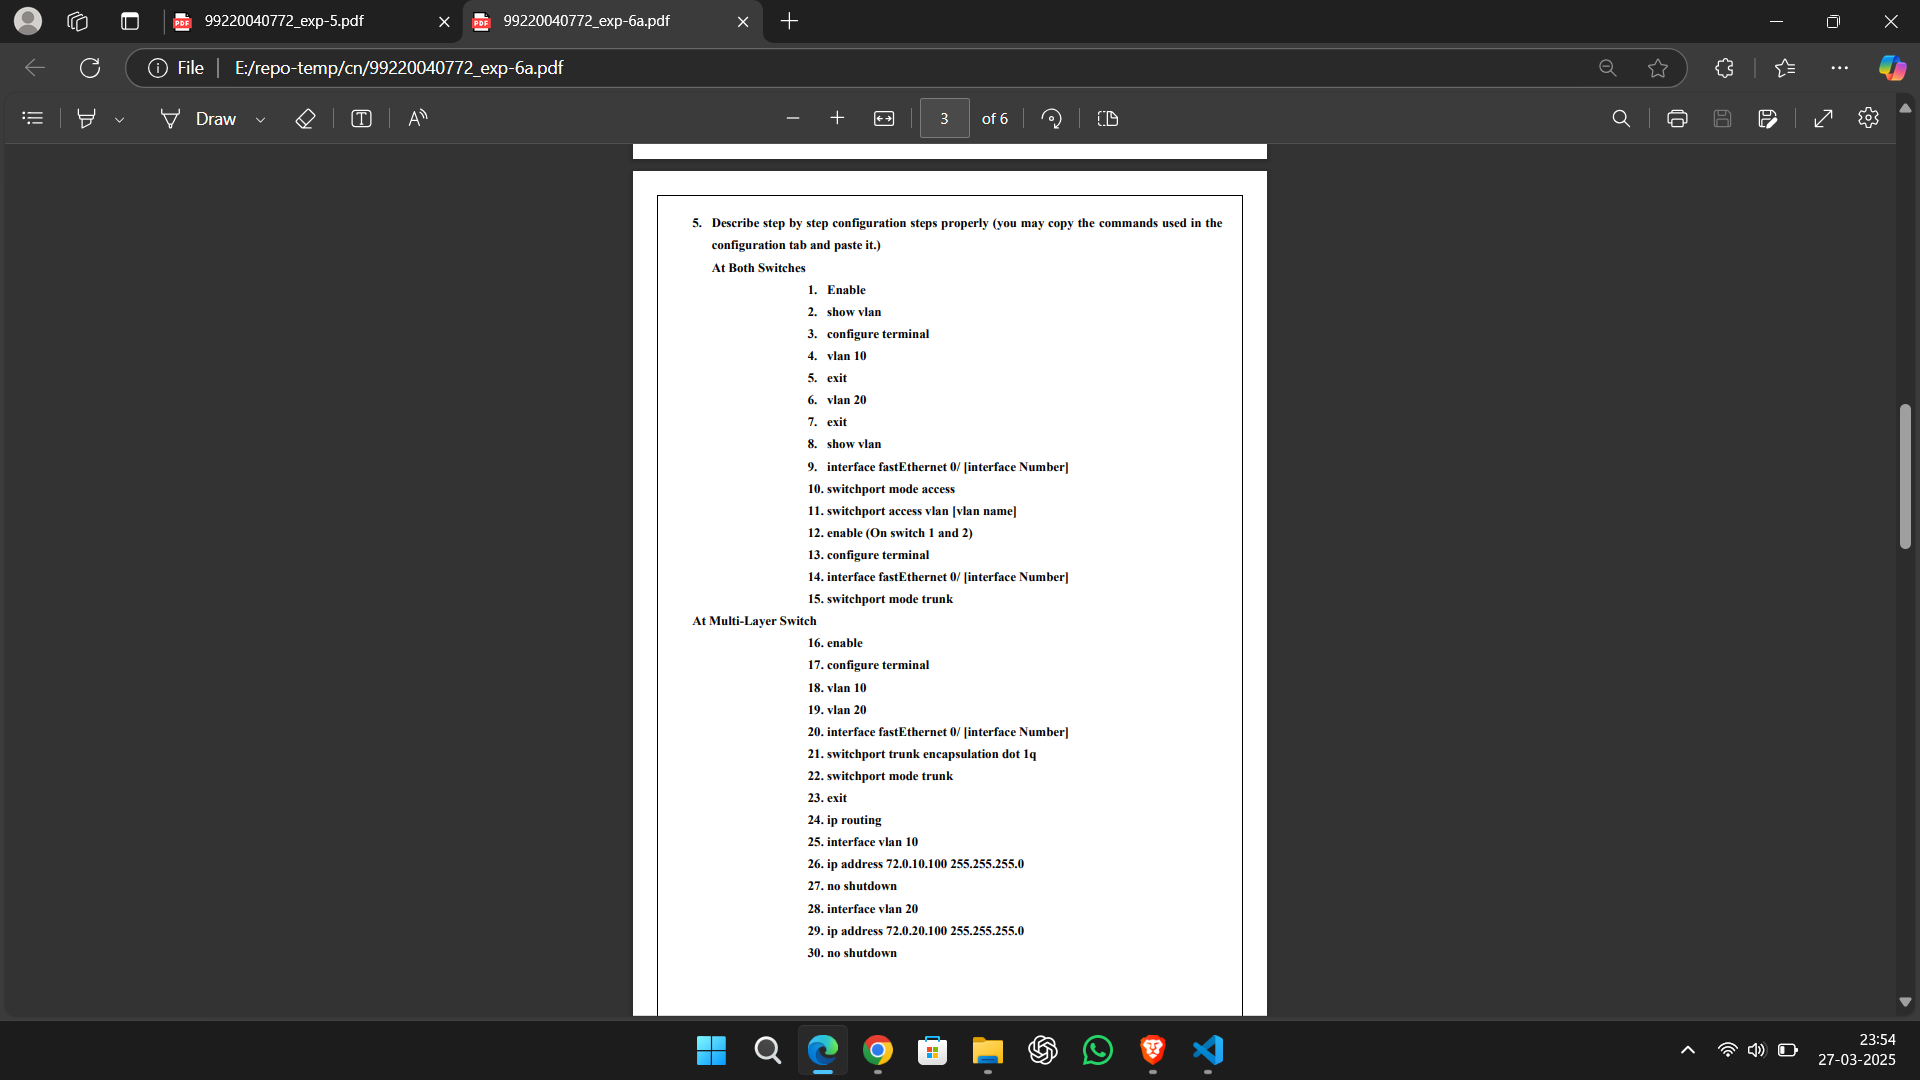 99220040772_exp-5.pdf
99220040772_exp-6a.pdf
File
E:/repo-temp/cn/99220040772_exp-6a.pdf
Draw
3
of 6
5. Describe step by step configuration steps properly (you may copy the commands used in the
configuration tab and paste it.)
At Both Switches
1. Enable
2. show vlan
3. configure terminal
4. vlan 10
5. exit
6. vlan 20
7. exit
8. show vlan
9. interface fastEthernet 0/ [interface Number]
10. switchport mode access
11. switchport access vlan [vlan name]
12. enable (On switch 1 and 2)
13. configure terminal
14. interface fastEthernet 0/ [interface Number]
15. switchport mode trunk
At Multi-Layer Switch
16. enable
17. configure terminal
18. vlan 10
19. vlan 20
20. interface fastEthernet 0/ [interface Number]
21. switchport trunk encapsulation dot 1q
22. switchport mode trunk
23. exit
24. ip routing
25. interface vlan 10
26. ip address 72.0.10.100 255.255.255.0
27. no shutdown
28. interface vlan 20
29. ip address 72.0.20.100 255.255.255.0
30. no shutdown
23:54
27-03-2025